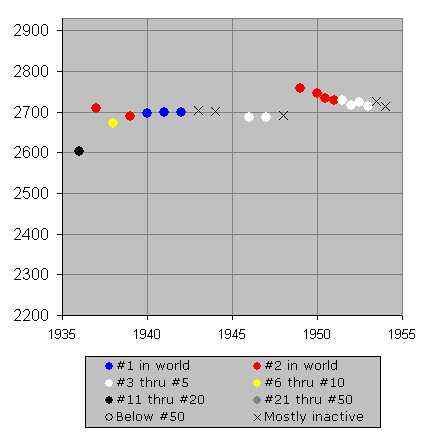 2900
2800
2700
2600
2500
2400
2300
2200
1935 1940 1945 1950 1955
#1 in world #2 in world
#3 thru #5 #6 thru #10
#11 thru #20 #21 thru #50
Below #50 Mostly inactive